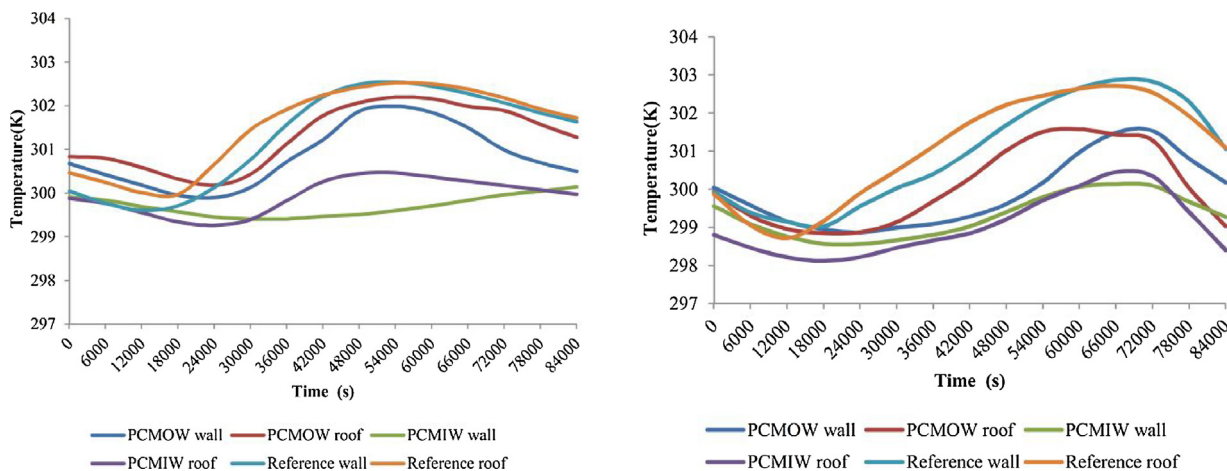 304
303
302
301
300
299
298
297
Temperature(K)
0
6000
12000
18000
24000
30000
36000
42000
48000
54000
60000
66000
72000
78000
84000
Time (s)
PCMOW wall
PCMOW roof
PCMIW wall
PCMIW roof
Reference wall
Reference roof
304
303
302
301
300
299
298
297
Temperature(K)
0
6000
12000
18000
24000
30000
36000
42000
48000
54000
60000
66000
72000
78000
84000
Time (s)
PCMOW wall
PCMOW roof
PCMIW wall
PCMIW roof
Reference wall
Reference roof